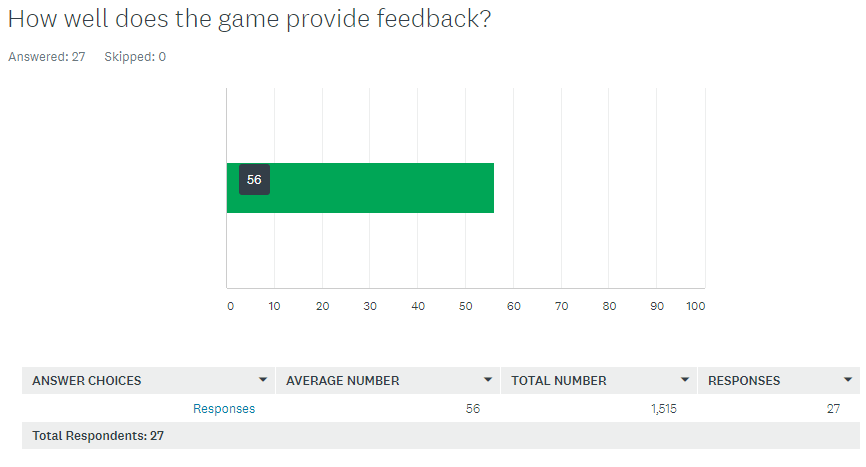 How well does the game provide feedback?
Answered: 27 Skipped: 0
56
0 10 20 30 40 50 60 70 80 90 100
ANSWER CHOICES AVERAGE NUMBER TOTAL NUMBER RESPONSES
Responses 56 1,515 27
Total Respondents: 27